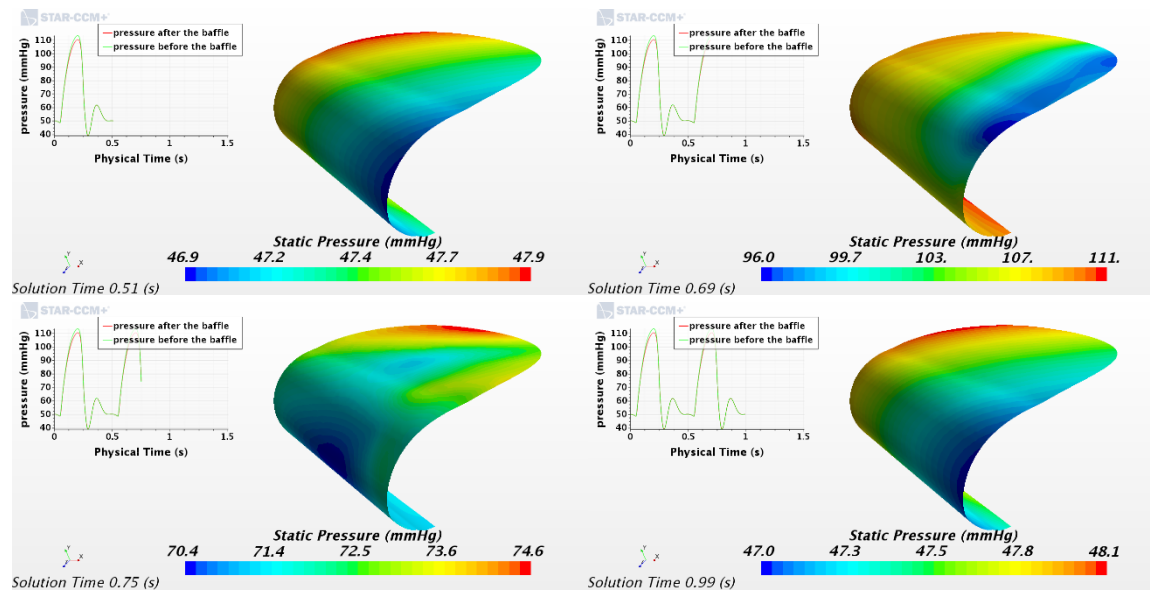 STAR-CCM+
pressure after the baffle
pressure before the baffle
pressure (mmHg)
110
100
90
80
70
60
50
40
0 0.5 1 1.5
Physical Time (s)
Static Pressure (mmHg)
46.9 47.2 47.4 47.7 47.9
Y X
Solution Time 0.51 (s)
STAR-CCM+
pressure after the baffle
pressure before the baffle
pressure (mmHg)
110
100
90
80
70
60
50
40
0 0.5 1 1.5
Physical Time (s)
Static Pressure (mmHg)
96.0 99.7 103. 107. 111.
Y X
Solution Time 0.69 (s)
STAR-CCM+
pressure after the baffle
pressure before the baffle
pressure (mmHg)
110
100
90
80
70
60
50
40
0 0.5 1 1.5
Physical Time (s)
Static Pressure (mmHg)
70.4 71.4 72.5 73.6 74.6
Y X
Solution Time 0.75 (s)
STAR-CCM+
pressure after the baffle
pressure before the baffle
pressure (mmHg)
110
100
90
80
70
60
50
40
0 0.5 1 1.5
Physical Time (s)
Static Pressure (mmHg)
47.0 47.3 47.5 47.8 48.1
Y X
Solution Time 0.99 (s)